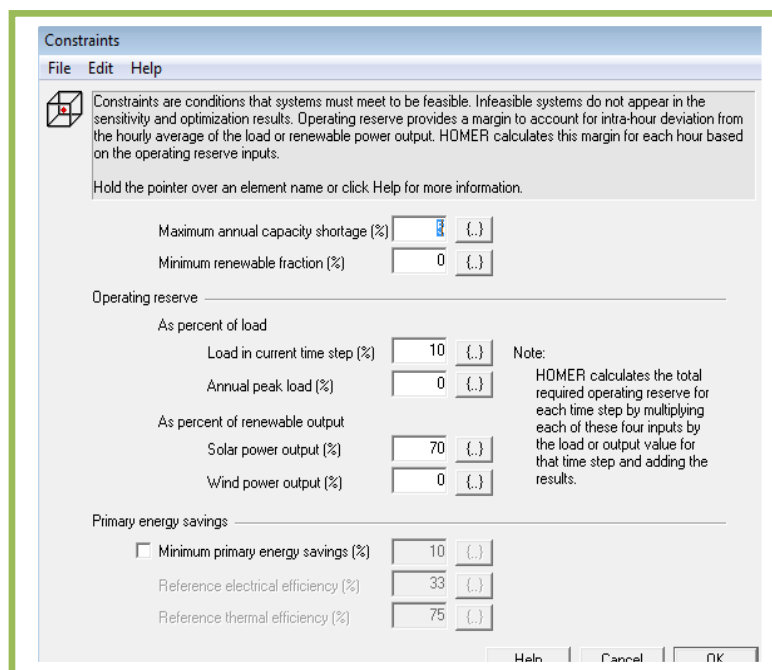 Constraints
File Edit Help
Constraints are conditions that systems must meet to be feasible. Infeasible systems do not appear in the
sensitivity and optimization results. Operating reserve provides a margin to account for intra-hour deviation from
the hourly average of the load or renewable power output. HOMER calculates this margin for each hour based
on the operating reserve inputs.
Hold the pointer over an element name or click Help for more information.
Maximum annual capacity shortage (%) {..}
Minimum renewable fraction (%) 0 {..}
Operating reserve
As percent of load
Load in current time step (%) 10 {..} Note:
Annual peak load (%) 0 {..}
HOMER calculates the total
required operating reserve for
each time step by multiplying
each of these four inputs by
the load or output value for
that time step and adding the
results.
As percent of renewable output
Solar power output (%) 70 {..}
Wind power output (%) 0 {..}
Primary energy savings
Minimum primary energy savings (%) 10 {..}
Reference electrical efficiency (%) 33 {..}
Reference thermal efficiency (%) 75 {..}
Help Cancel OK